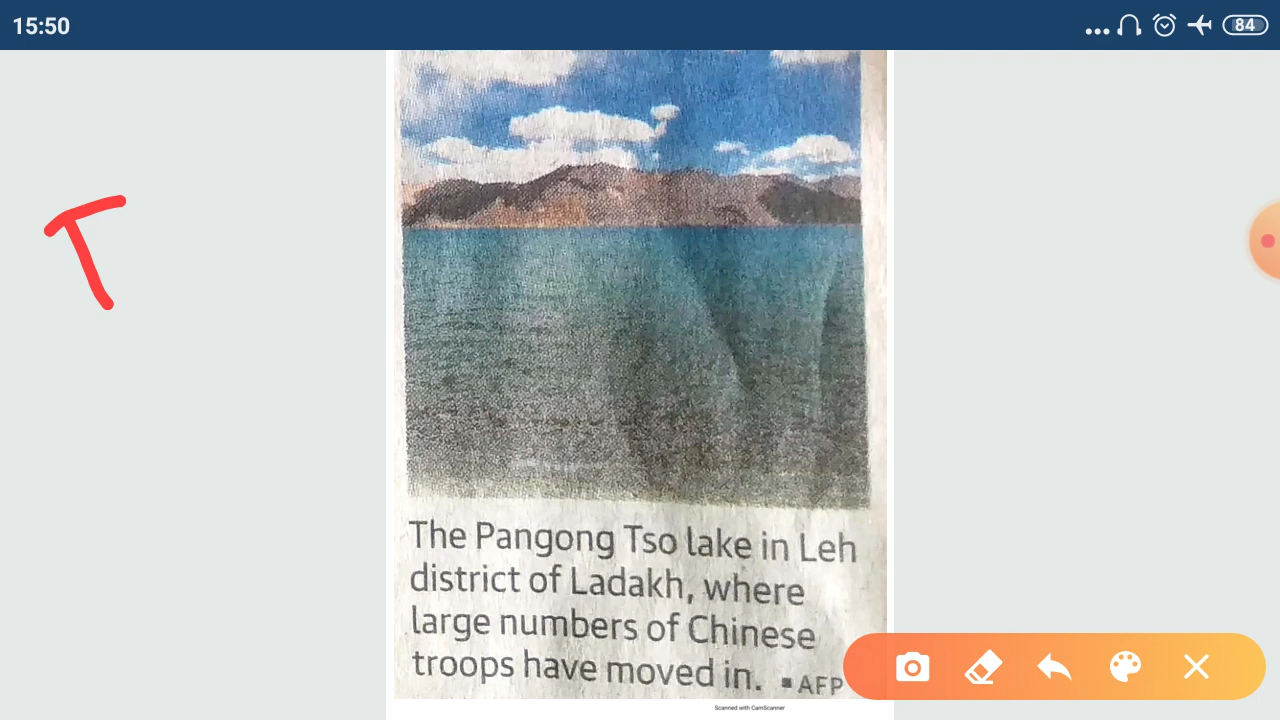 15:50
84
T
The Pangong Tso lake in Leh
district of Ladakh, where
large numbers of Chinese
troops have moved in. ▪ AFP
Scanned with CamScanner